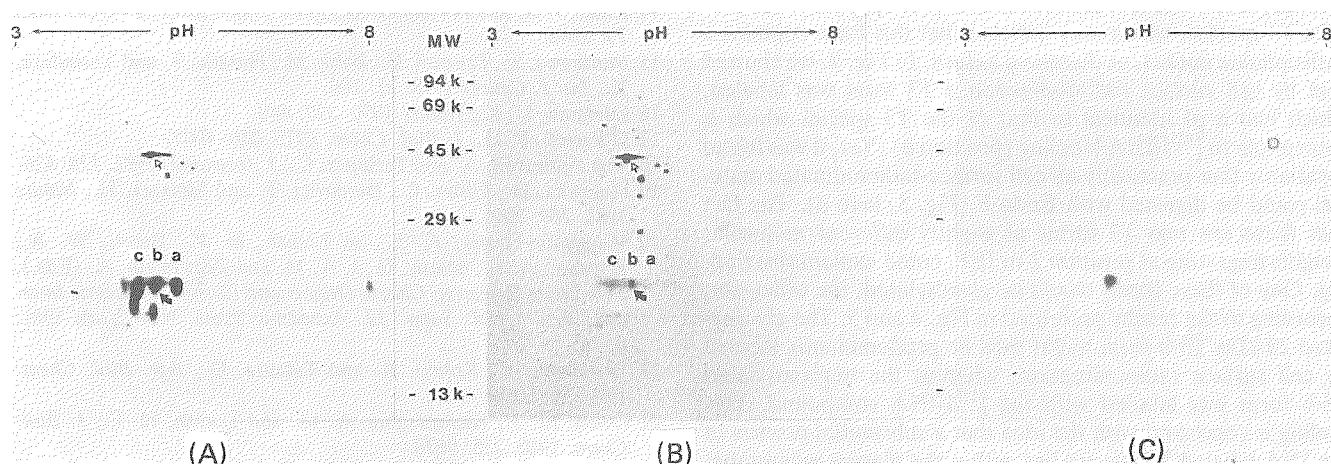 3 pH 8 MW 3 pH 8 3 pH 8
- 94 k -
- 69 k -
- 45 k -
- 29 k -
c b a c b a
- 13 k -
(A) (B) (C)